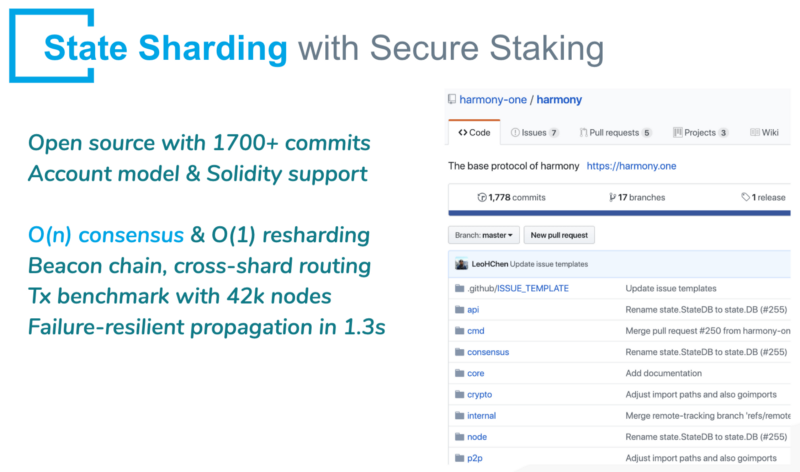 State Sharding with Secure Staking
Open source with 1700+ commits
Account model & Solidity support
O(n) consensus & O(1) resharding
Beacon chain, cross-shard routing
Tx benchmark with 42k nodes
Failure-resilient propagation in 1.3s
harmony-one / harmony
Code Issues 7 Pull requests 5 Projects 3 Wiki
The base protocol of harmony https://harmony.one
1,778 commits 17 branches 1 release
Branch: master New pull request
LeoHChen Update issue templates
.github/ISSUE_TEMPLATE Update issue templates
api Rename state.StateDB to state.DB (#255)
cmd Merge pull request #250 from harmony-on
consensus Rename state.StateDB to state.DB (#255)
core Add documentation
crypto Adjust import paths and also goimports
internal Merge remote-tracking branch 'refs/remote
node Rename state.StateDB to state.DB (#255)
p2p Adjust import paths and also goimports